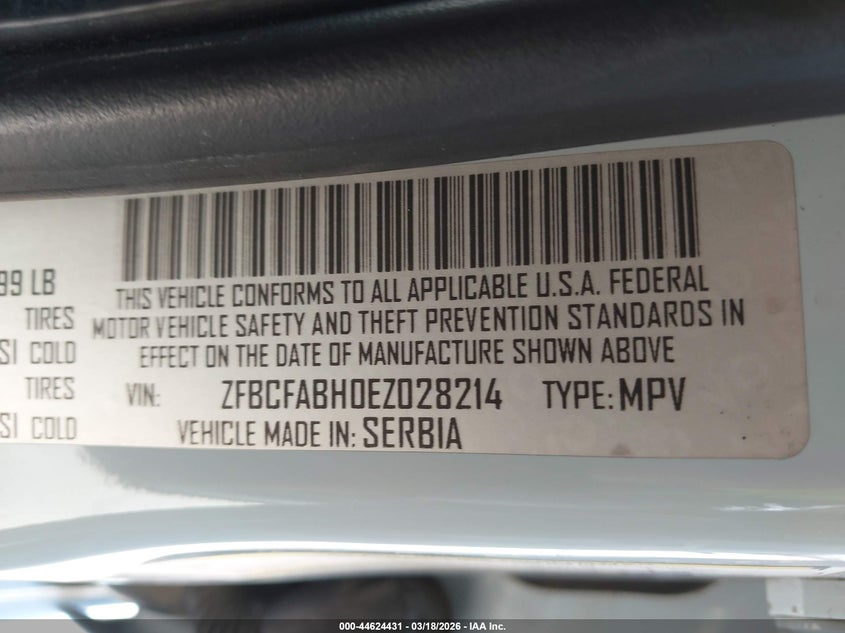 99 LB
THIS VEHICLE CONFORMS TO ALL APPLICABLE U.S.A. FEDERAL
TIRES
MOTOR VEHICLE SAFETY AND THEFT PREVENTION STANDARDS IN
SI COLD
EFFECT ON THE DATE OF MANUFACTURE SHOWN ABOVE
TIRES
VIN: ZFBCFABH0EZ028214 TYPE: MPV
SI COLD
VEHICLE MADE IN: SERBIA
000-44624431 - 03/18/2026 - IAA Inc.